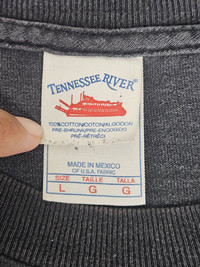 TENNESSEE RIVER®
100%COTTON/COTON/ALGODON
PRE-SHRUNK/PRE-ENCOGIDO
PRÉ-RÉTRÉCI
MADE IN MEXICO
OF U.S.A. FABRIC
SIZE TAILLE TALLA
L G G